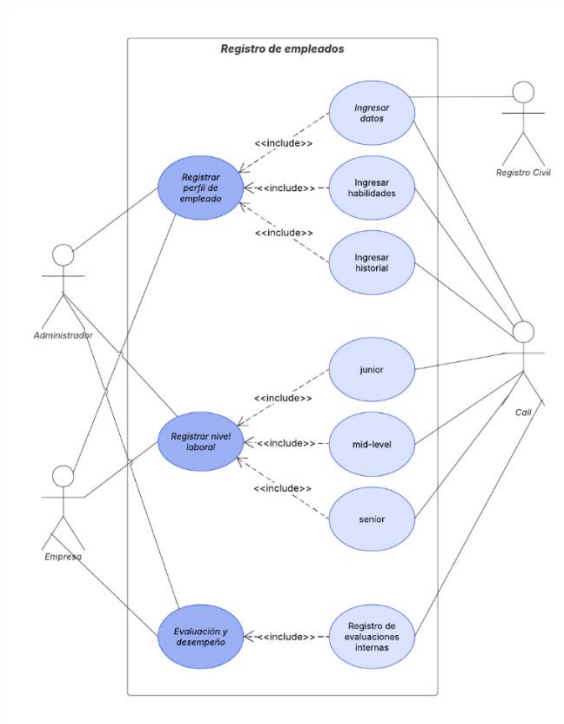 Registro de empleados
Ingresar
datos
<<include>>
Registro Civil
Registrar
perfil de
empleado
<<include>>
Ingresar
habilidades
<<include>>
Ingresar
historial
Administrador
junior
<<include>>
Cail
Registrar nivel
laboral
<<include>>
mid-level
<<include>>
senior
Empresa
Evaluación y
desempeño
<<include>>
Registro de
evaluaciones
internas